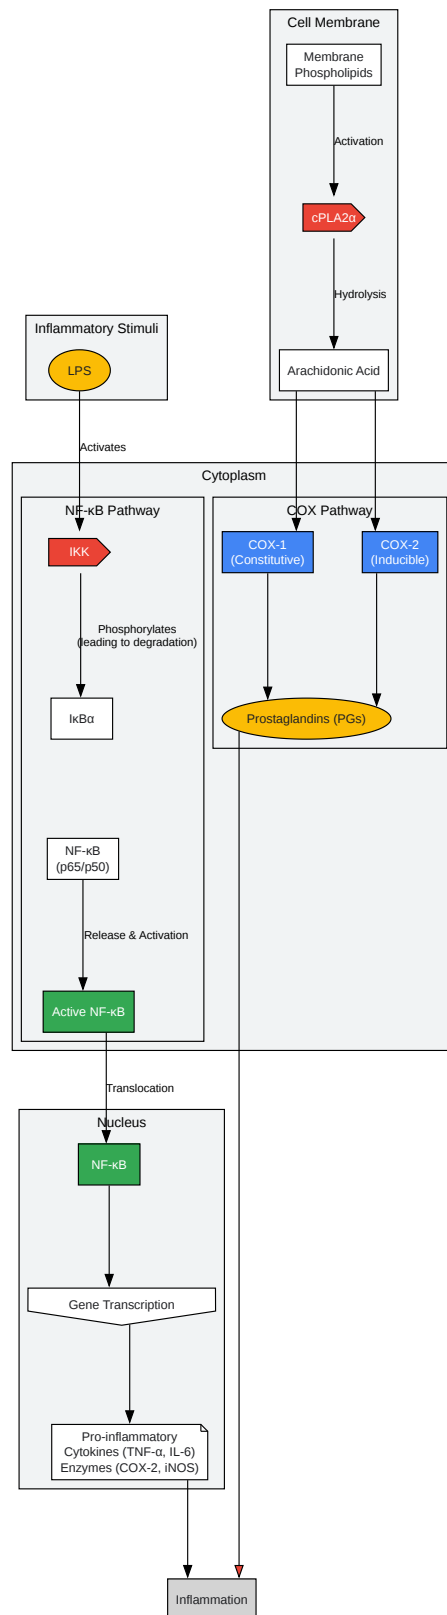 Cell Membrane
Membrane
Phospholipids
Activation
cPLA2α
Hydrolysis
Arachidonic Acid
Inflammatory Stimuli
LPS
Activates
Cytoplasm
NF-κB Pathway
IKK
Phosphorylates
(leading to degradation)
IκBα
NF-κB
(p65/p50)
Release & Activation
Active NF-κB
COX Pathway
COX-1
(Constitutive)
COX-2
(Inducible)
Prostaglandins (PGs)
Translocation
Nucleus
NF-κB
Gene Transcription
Pro-inflammatory
Cytokines (TNF-α, IL-6)
Enzymes (COX-2, iNOS)
Inflammation